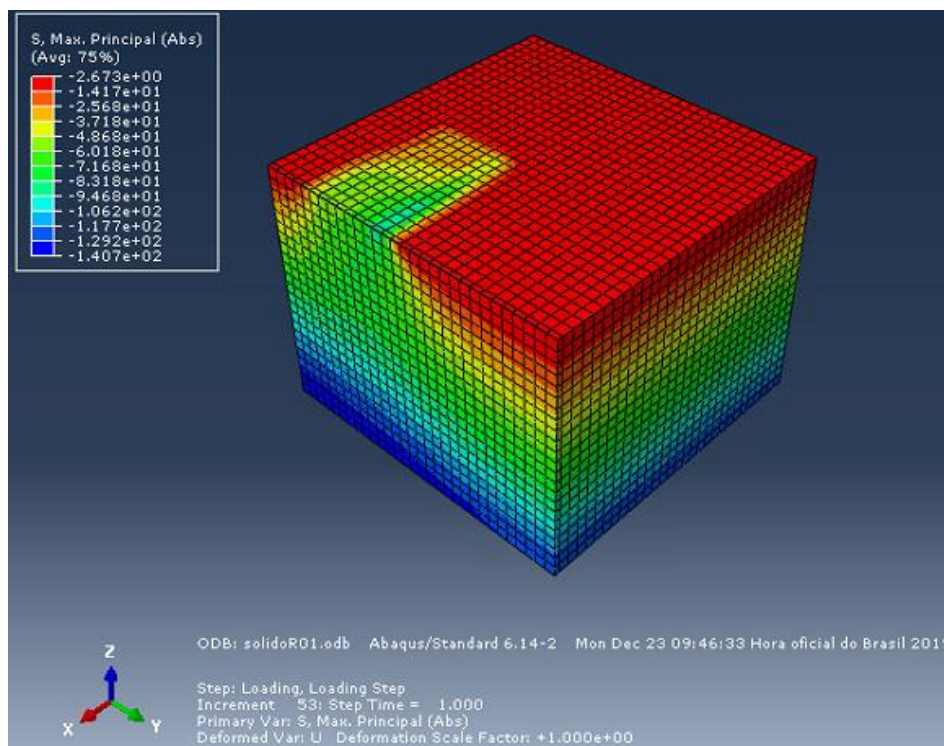 S, Max. Principal (Abs)
(Avg: 75%)
-2.673e+00
-1.417e+01
-2.568e+01
-3.718e+01
-4.868e+01
-6.018e+01
-7.168e+01
-8.318e+01
-9.468e+01
-1.062e+02
-1.177e+02
-1.292e+02
-1.407e+02
Z
X
Y
ODB: solidoR01.odb Abaqus/Standard 6.14-2 Mon Dec 23 09:46:33 Hora oficial do Brasil 2019
Step: Loading, Loading Step
Increment 53: Step Time = 1.000
Primary Var: S, Max. Principal (Abs)
Deformed Var: U Deformation Scale Factor: +1.000e+00